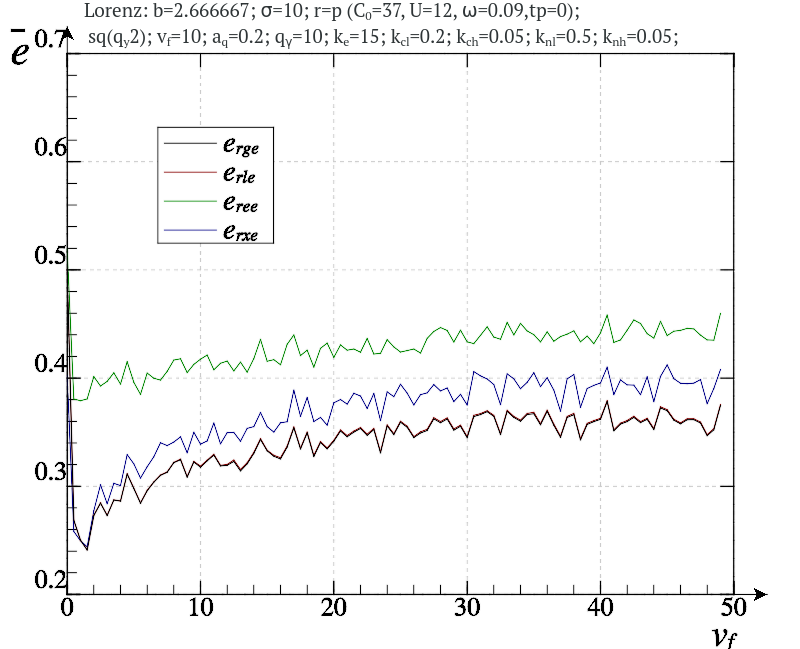 Lorenz: b=2.666667; σ=10; r=p (C₀=37, U=12, ω=0.09,tp=0);
sq(qᵧ2); v_f=10; a_q=0.2; q_γ=10; k_e=15; k_cl=0.2; k_ch=0.05; k_nl=0.5; k_nh=0.05;
e̅
0.7
0.6
e_rge
e_rle
e_ree
e_rxe
0.5
0.4
0.3
0.2
0 10 20 30 40 50
v_f